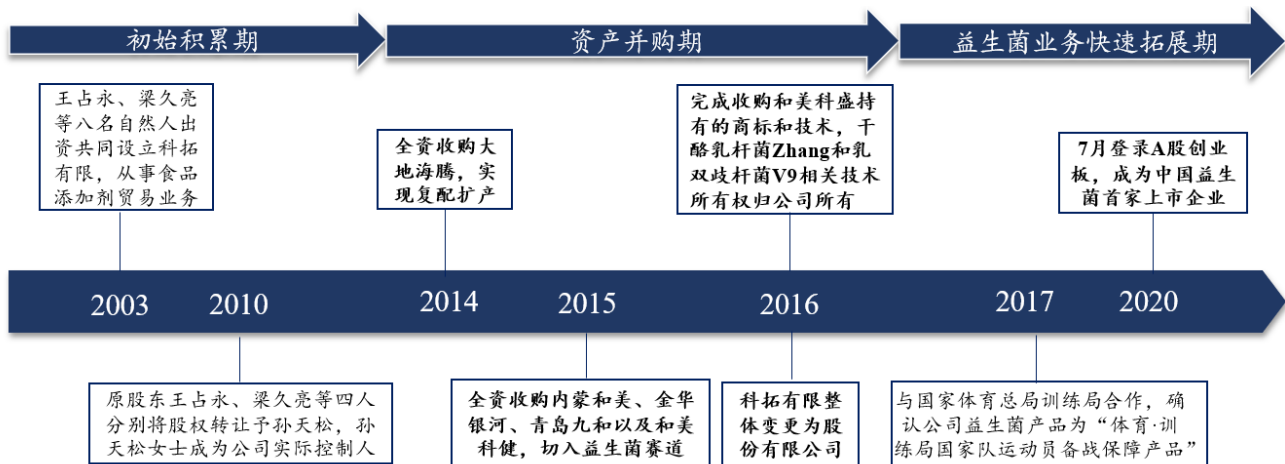 初始积累期
资产并购期
益生菌业务快速拓展期
王占永、梁久亮
等八名自然人出
资共同设立科拓
有限，从事食品
添加剂贸易业务
全资收购大
地海腾，实
现复配扩产
完成收购和美科盛持
有的商标和技术，干
酪乳杆菌Zhang和乳
双歧杆菌V9相关技术
所有权归公司所有
7月登录A股创业
板，成为中国益生
菌首家上市企业
2003
2010
2014
2015
2016
2017
2020
原股东王占永、梁久亮等四人
分别将股权转让予孙天松，孙
天松女士成为公司实际控制人
全资收购内蒙和美、金华
银河、青岛九和以及和美
科健，切入益生菌赛道
科拓有限整
体变更为股
份有限公司
与国家体育总局训练局合作，确
认公司益生菌产品为“体育·训
练局国家队运动员备战保障产品”